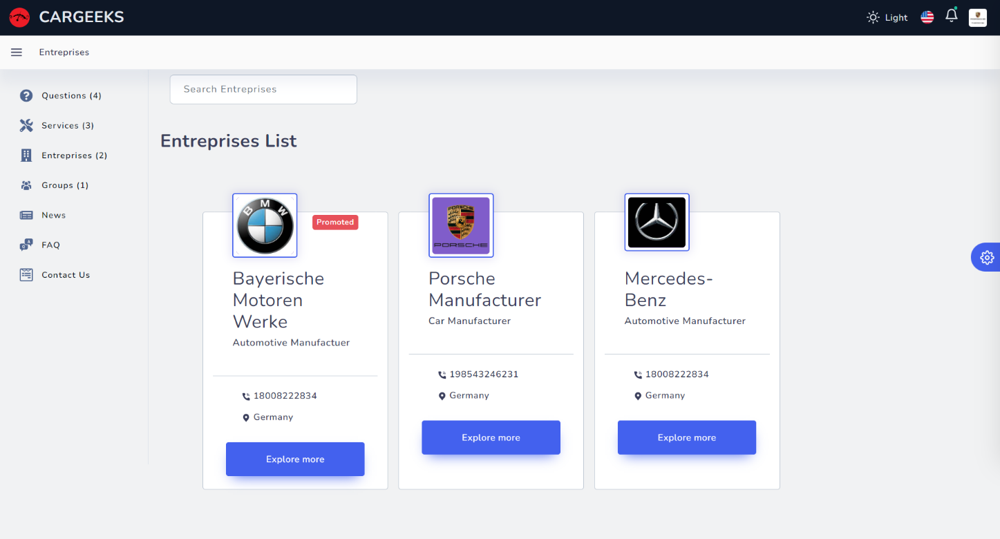 CARGEEKS
Light
Entreprises
Questions (4)
Services (3)
Entreprises (2)
Groups (1)
News
FAQ
Contact Us
Search Entreprises
Entreprises List
BMW
Promoted
Bayerische
Motoren
Werke
Automotive Manufactuer
18008222834
Germany
Explore more
PORSCHE
PORSCHE
Porsche
Manufacturer
Car Manufacturer
198543246231
Germany
Explore more
Mercedes-
Benz
Automotive Manufacturer
18008222834
Germany
Explore more